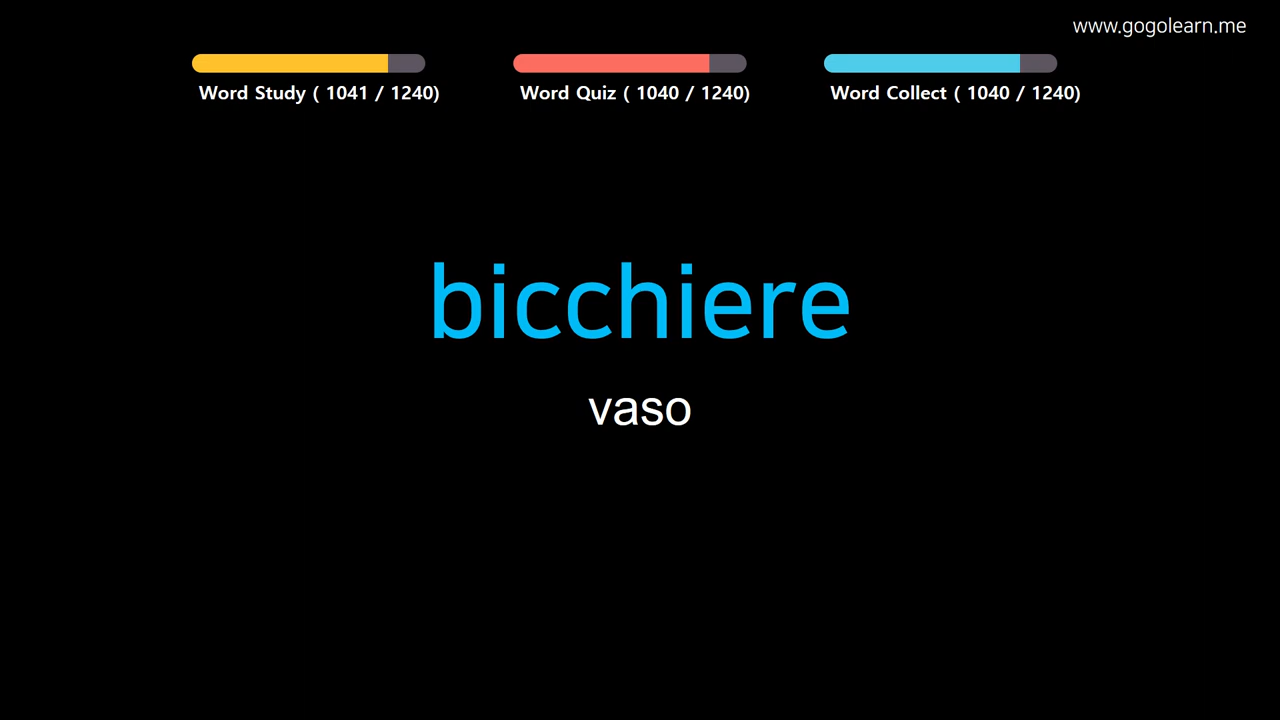 www.gogolearn.me
Word Study ( 1041 / 1240)
Word Quiz ( 1040 / 1240)
Word Collect ( 1040 / 1240)
bicchiere
vaso